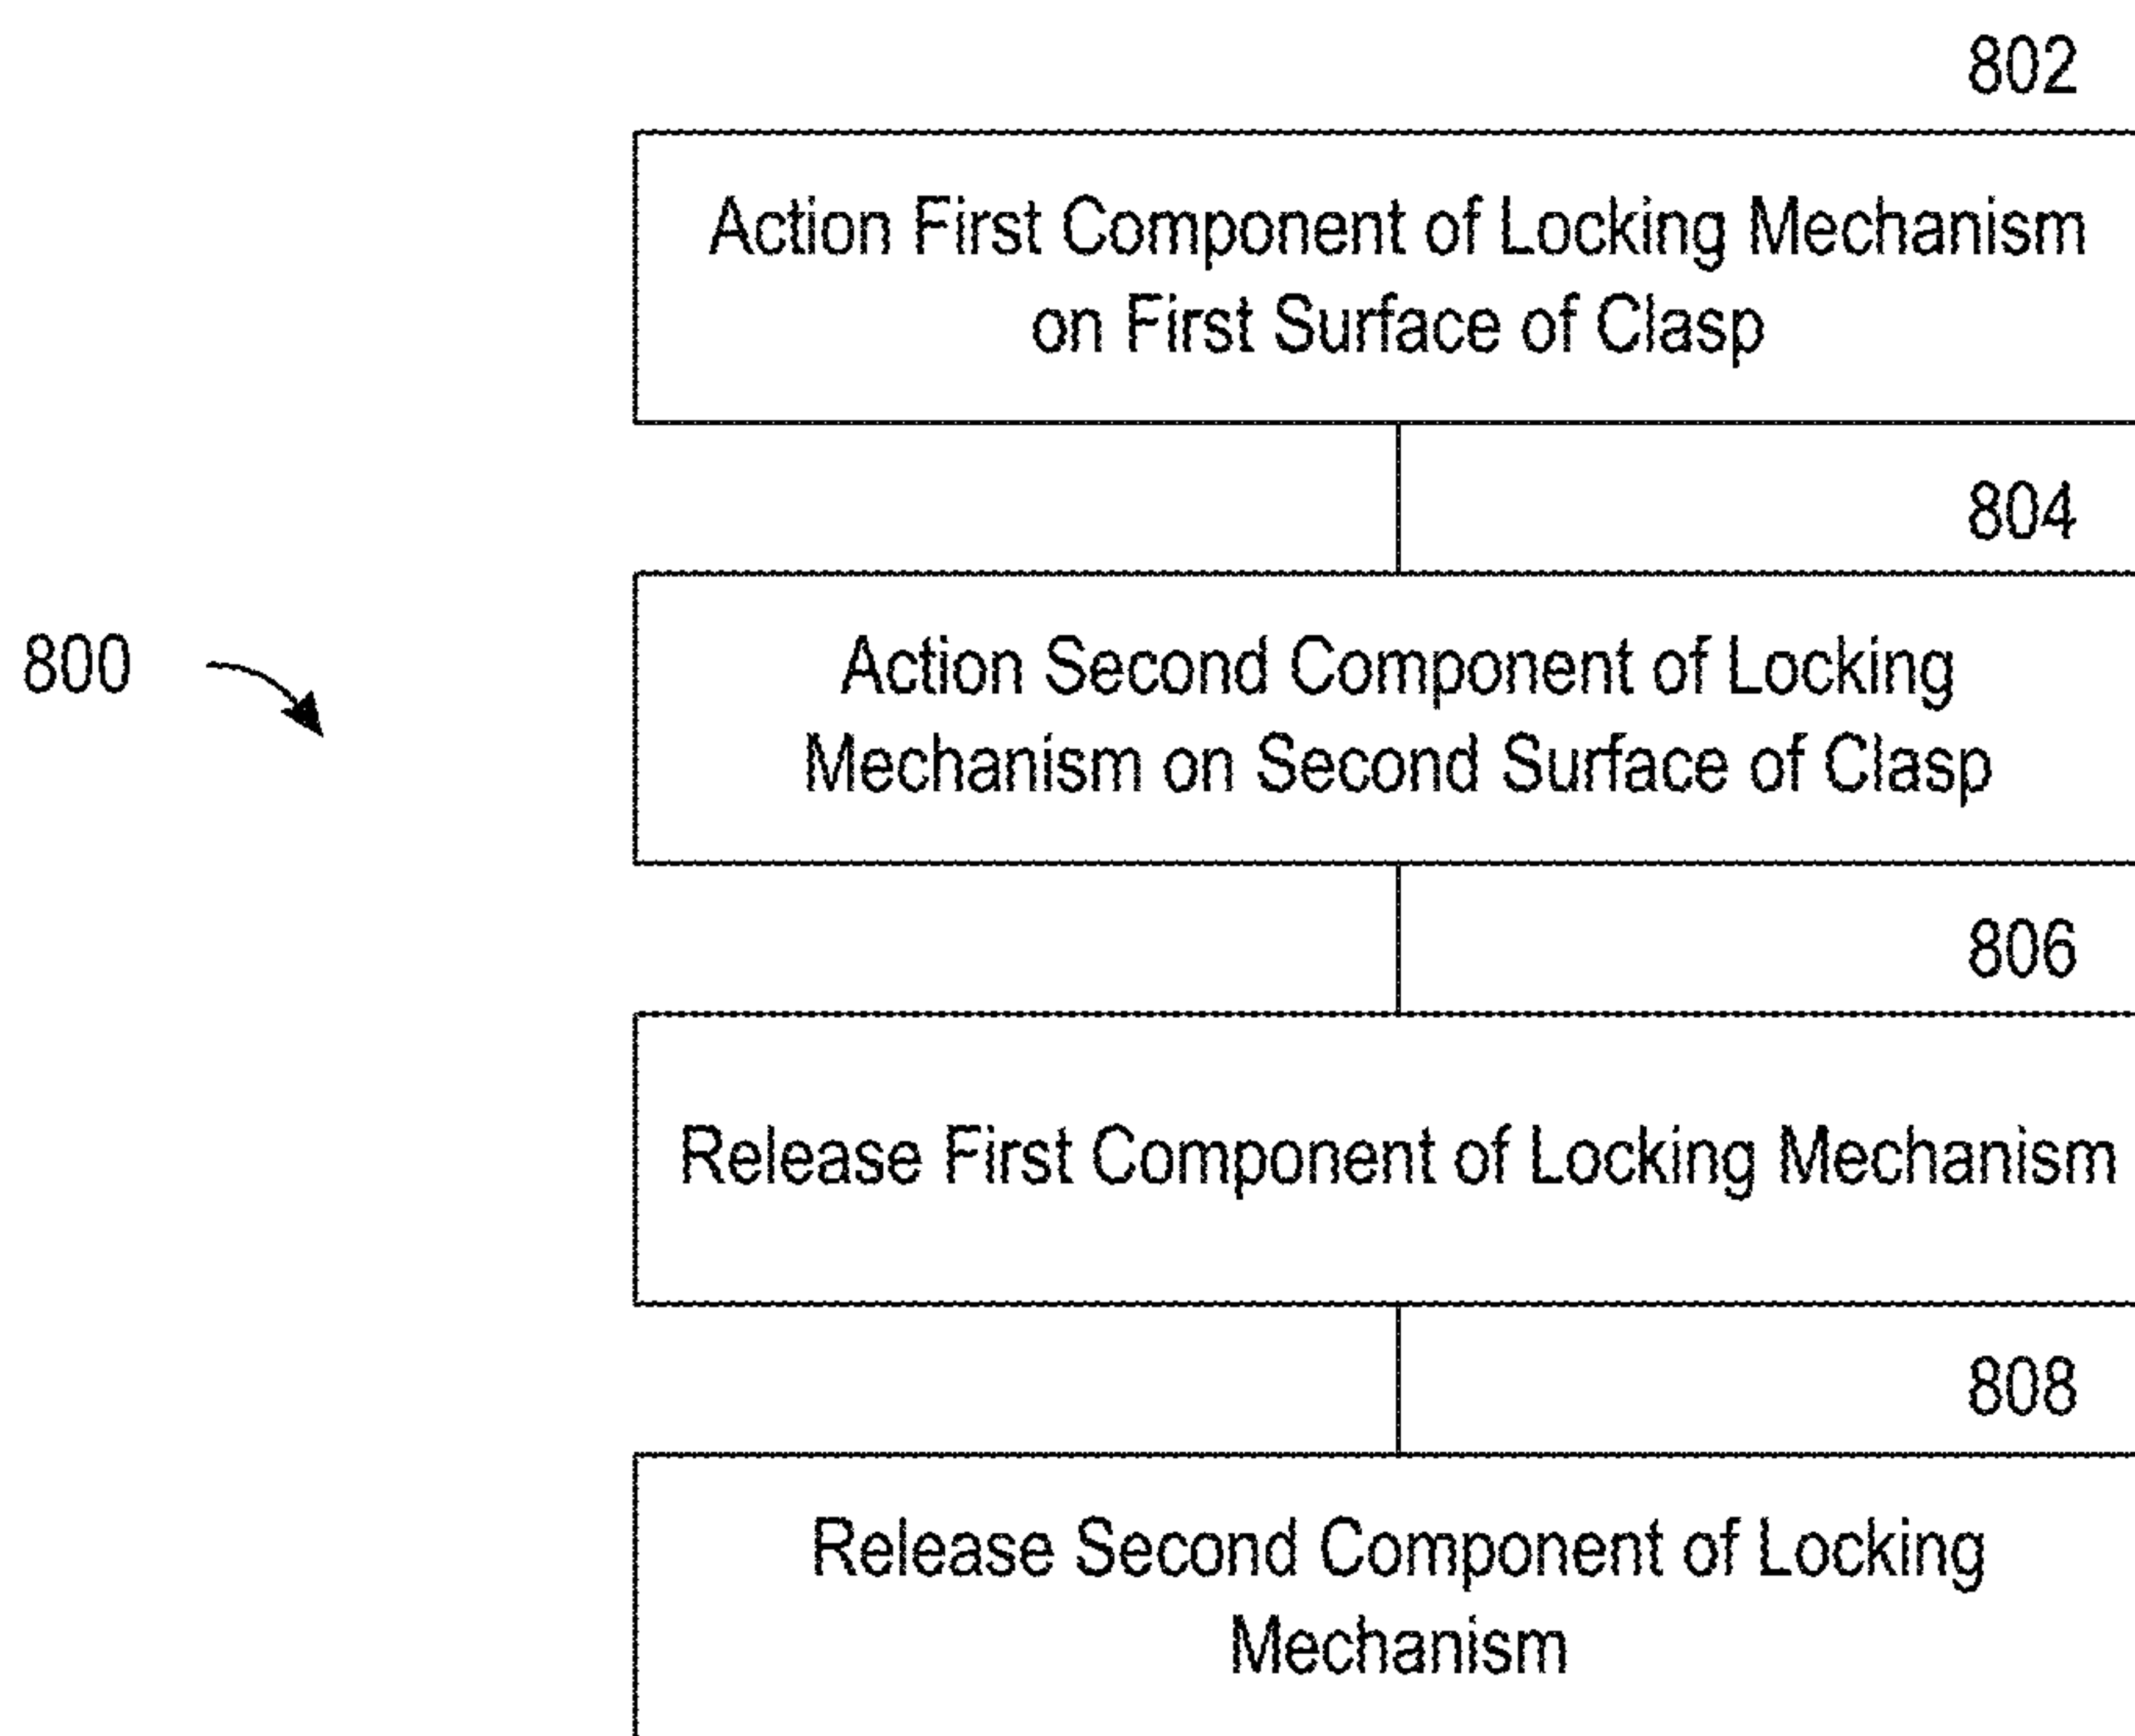 802
Action First Component of Locking Mechanism
on First Surface of Clasp
804
800
Action Second Component of Locking
Mechanism on Second Surface of Clasp
806
Release First Component of Locking Mechanism
808
Release Second Component of Locking
Mechanism